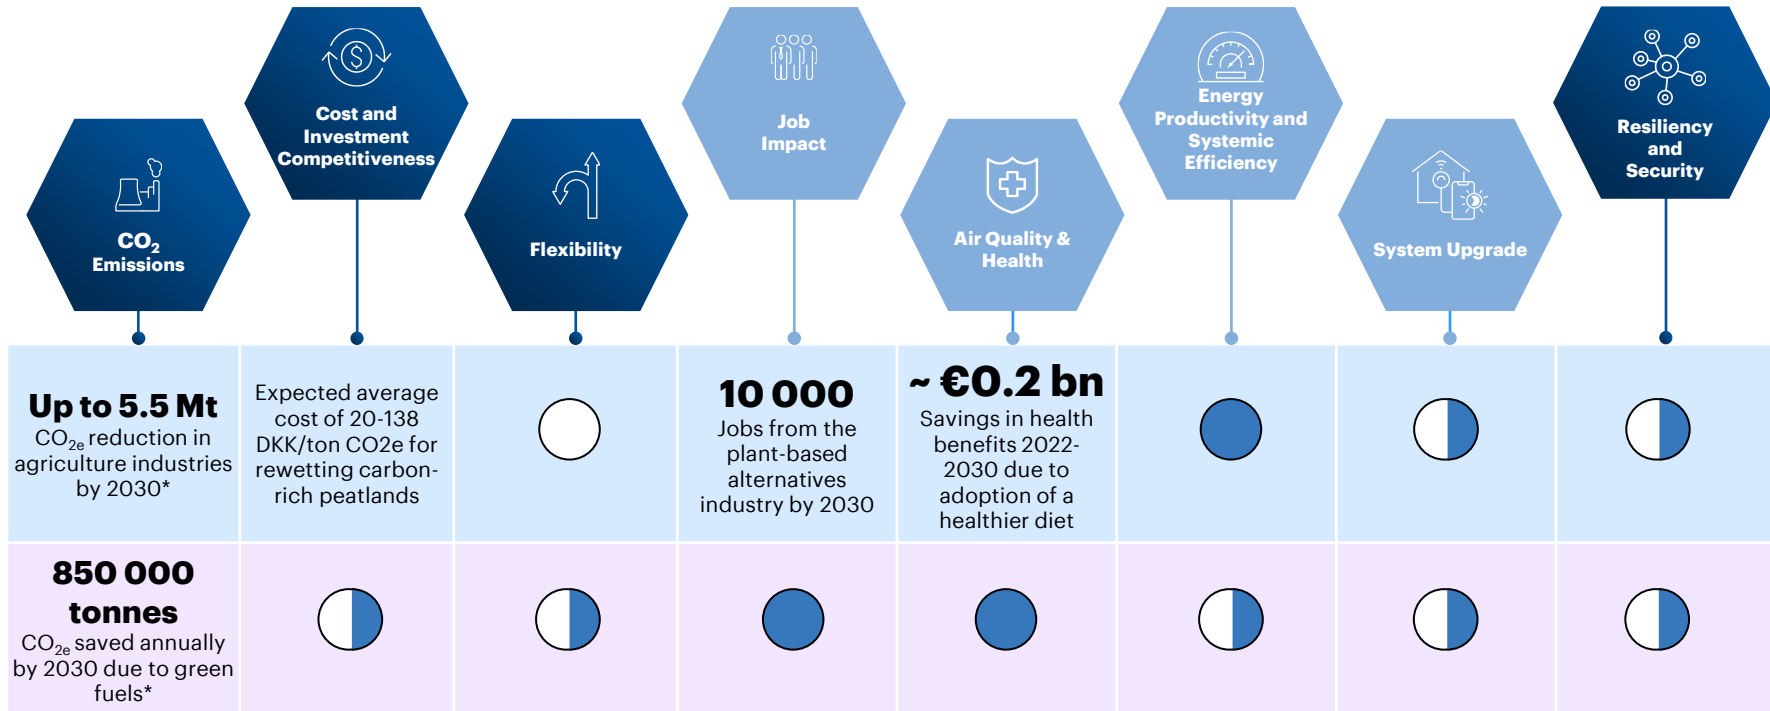 CO2
Emissions
Cost and
Investment
Competitiveness
Flexibility
Job
Impact
Air Quality &
Health
Energy
Productivity and
Systemic
Efficiency
System Upgrade
Resiliency
and
Security
Up to 5.5 Mt
CO2e reduction in
agriculture industries
by 2030*
Expected average
cost of 20-138
DKK/ton CO2e for
rewetting carbon-
rich peatlands
10 000
Jobs from the
plant-based
alternatives
industry by 2030
~ €0.2 bn
Savings in health
benefits 2022-
2030 due to
adoption of a
healthier diet
850 000
tonnes
CO2e saved annually
by 2030 due to green
fuels*